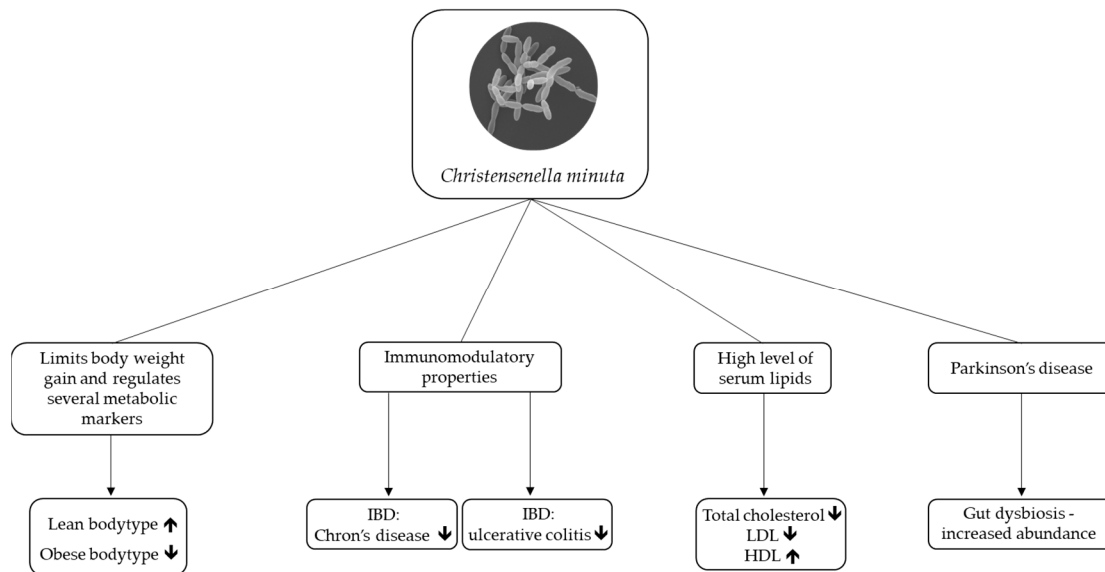 Christensenella minuta
Limits body weight
gain and regulates
several metabolic
markers
Immunomodulatory
properties
High level of
serum lipids
Parkinson's disease
Lean bodytype ↑
Obese bodytype ↓
IBD:
Chron's disease ↓
IBD:
ulcerative colitis ↓
Total cholesterol ↓
LDL ↓
HDL ↑
Gut dysbiosis -
increased abundance